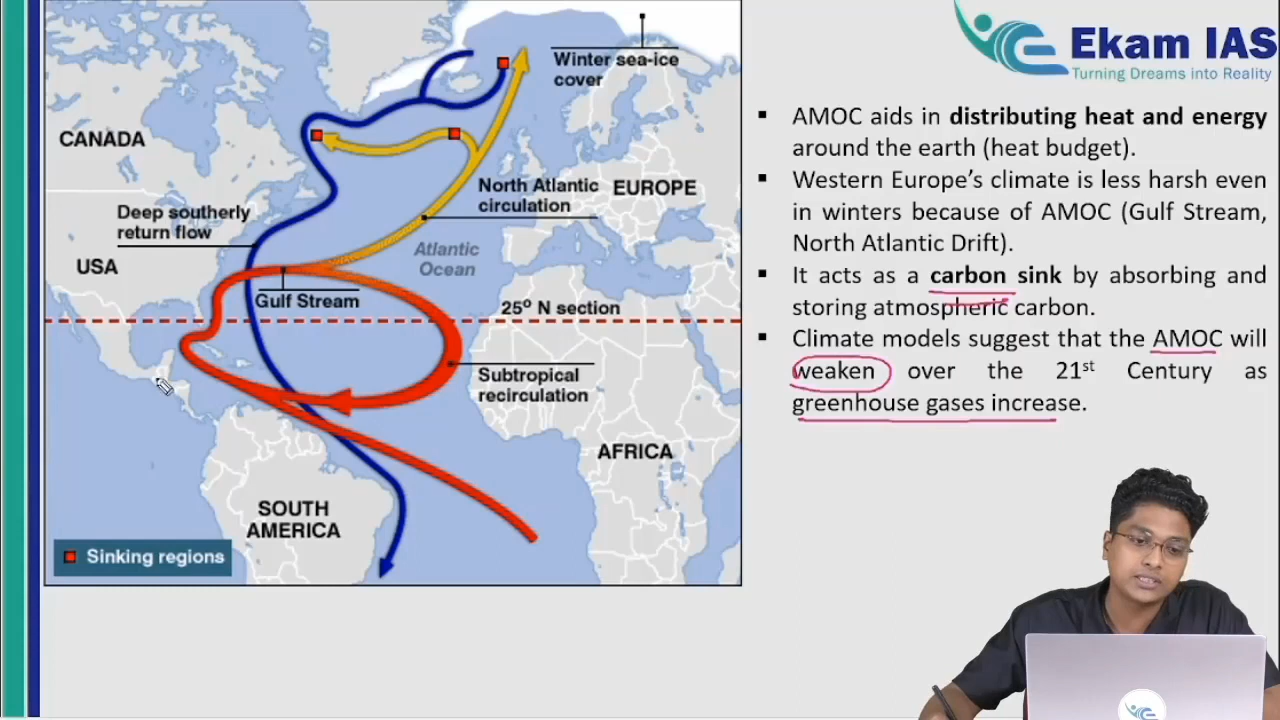 Winter sea-ice
cover
CANADA
North Atlantic
circulation
EUROPE
Deep southerly
return flow
Atlantic
Ocean
USA
Gulf Stream
25° N section
Subtropical
recirculation
AFRICA
SOUTH
AMERICA
Sinking regions
Ekam IAS
Turning Dreams into Reality
▪ AMOC aids in distributing heat and energy
around the earth (heat budget).
▪ Western Europe's climate is less harsh even
in winters because of AMOC (Gulf Stream,
North Atlantic Drift).
▪ It acts as a carbon sink by absorbing and
storing atmospheric carbon.
▪ Climate models suggest that the AMOC will
weaken over the 21st Century as
greenhouse gases increase.